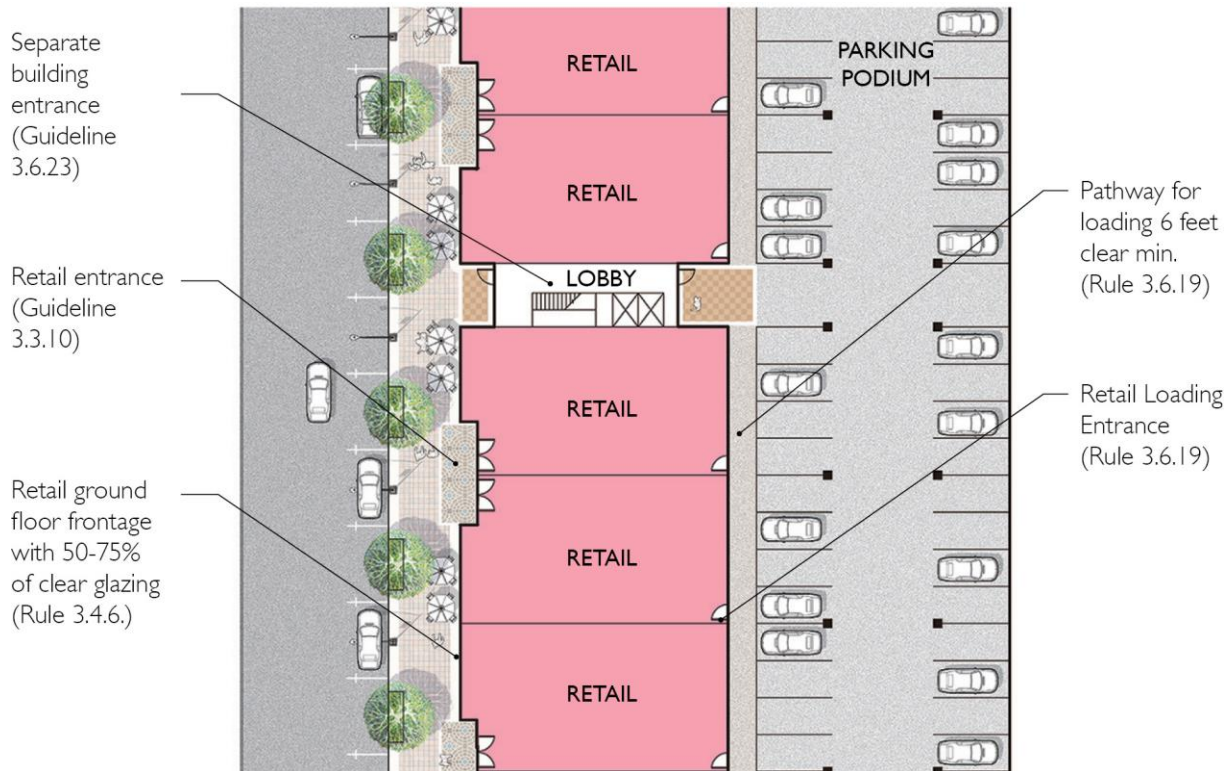 Separate
building
entrance
(Guideline
3.6.23)
Retail entrance
(Guideline
3.3.10)
Retail ground
floor frontage
with 50-75%
of clear glazing
(Rule 3.4.6.)
RETAIL
RETAIL
LOBBY
RETAIL
RETAIL
RETAIL
PARKING
PODIUM
Pathway for
loading 6 feet
clear min.
(Rule 3.6.19)
Retail Loading
Entrance
(Rule 3.6.19)